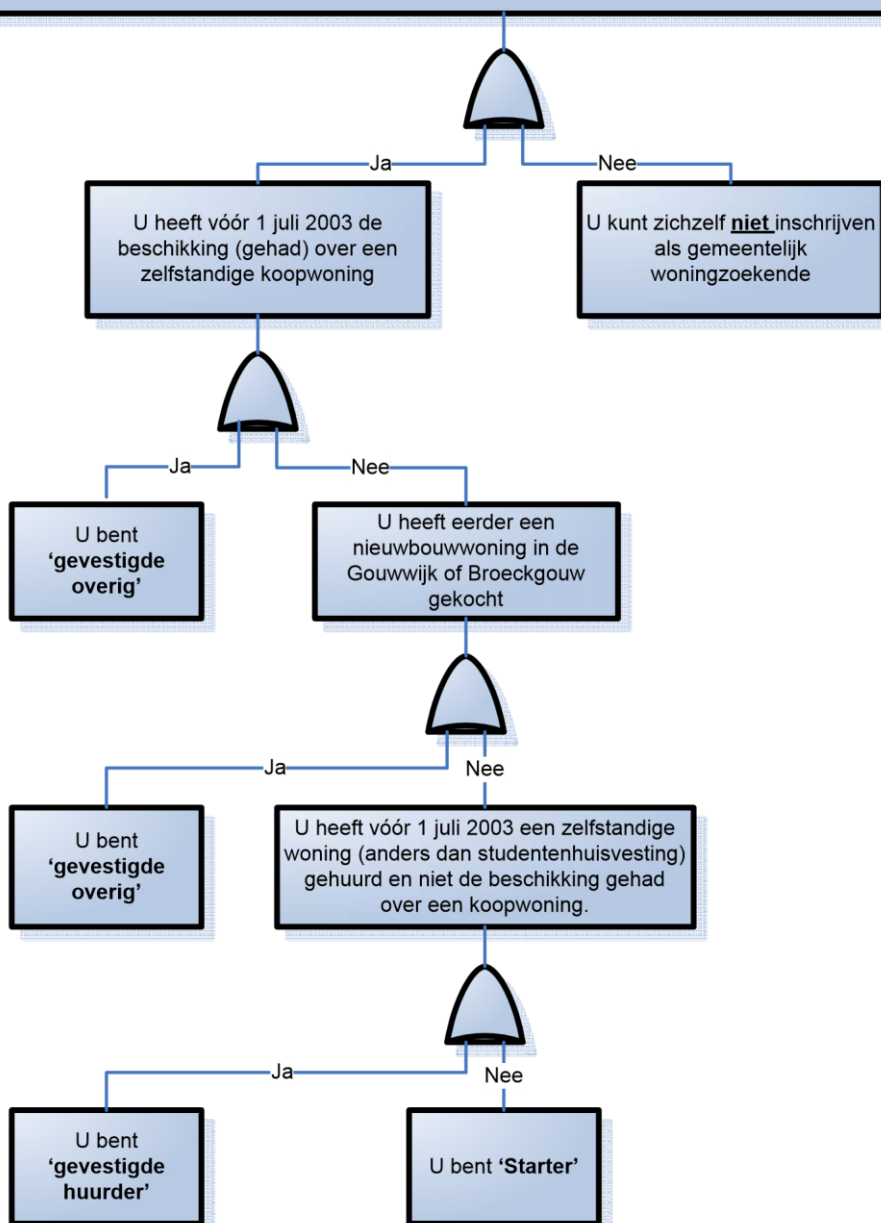 Ja
Nee
U heeft vóór 1 juli 2003 de
beschikking (gehad) over een
zelfstandige koopwoning
U kunt zichzelf niet inschrijven
als gemeentelijk
woningzoekende
Ja
Nee
U bent
‘gevestigde
overig’
U heeft eerder een
nieuwbouwwoning in de
Gouwwijk of Broeckgouw
gekocht
Ja
Nee
U bent
‘gevestigde
overig’
U heeft vóór 1 juli 2003 een zelfstandige
woning (anders dan studentenhuisvesting)
gehuurd en niet de beschikking gehad
over een koopwoning.
Ja
Nee
U bent
‘gevestigde
huurder’
U bent ‘Starter’